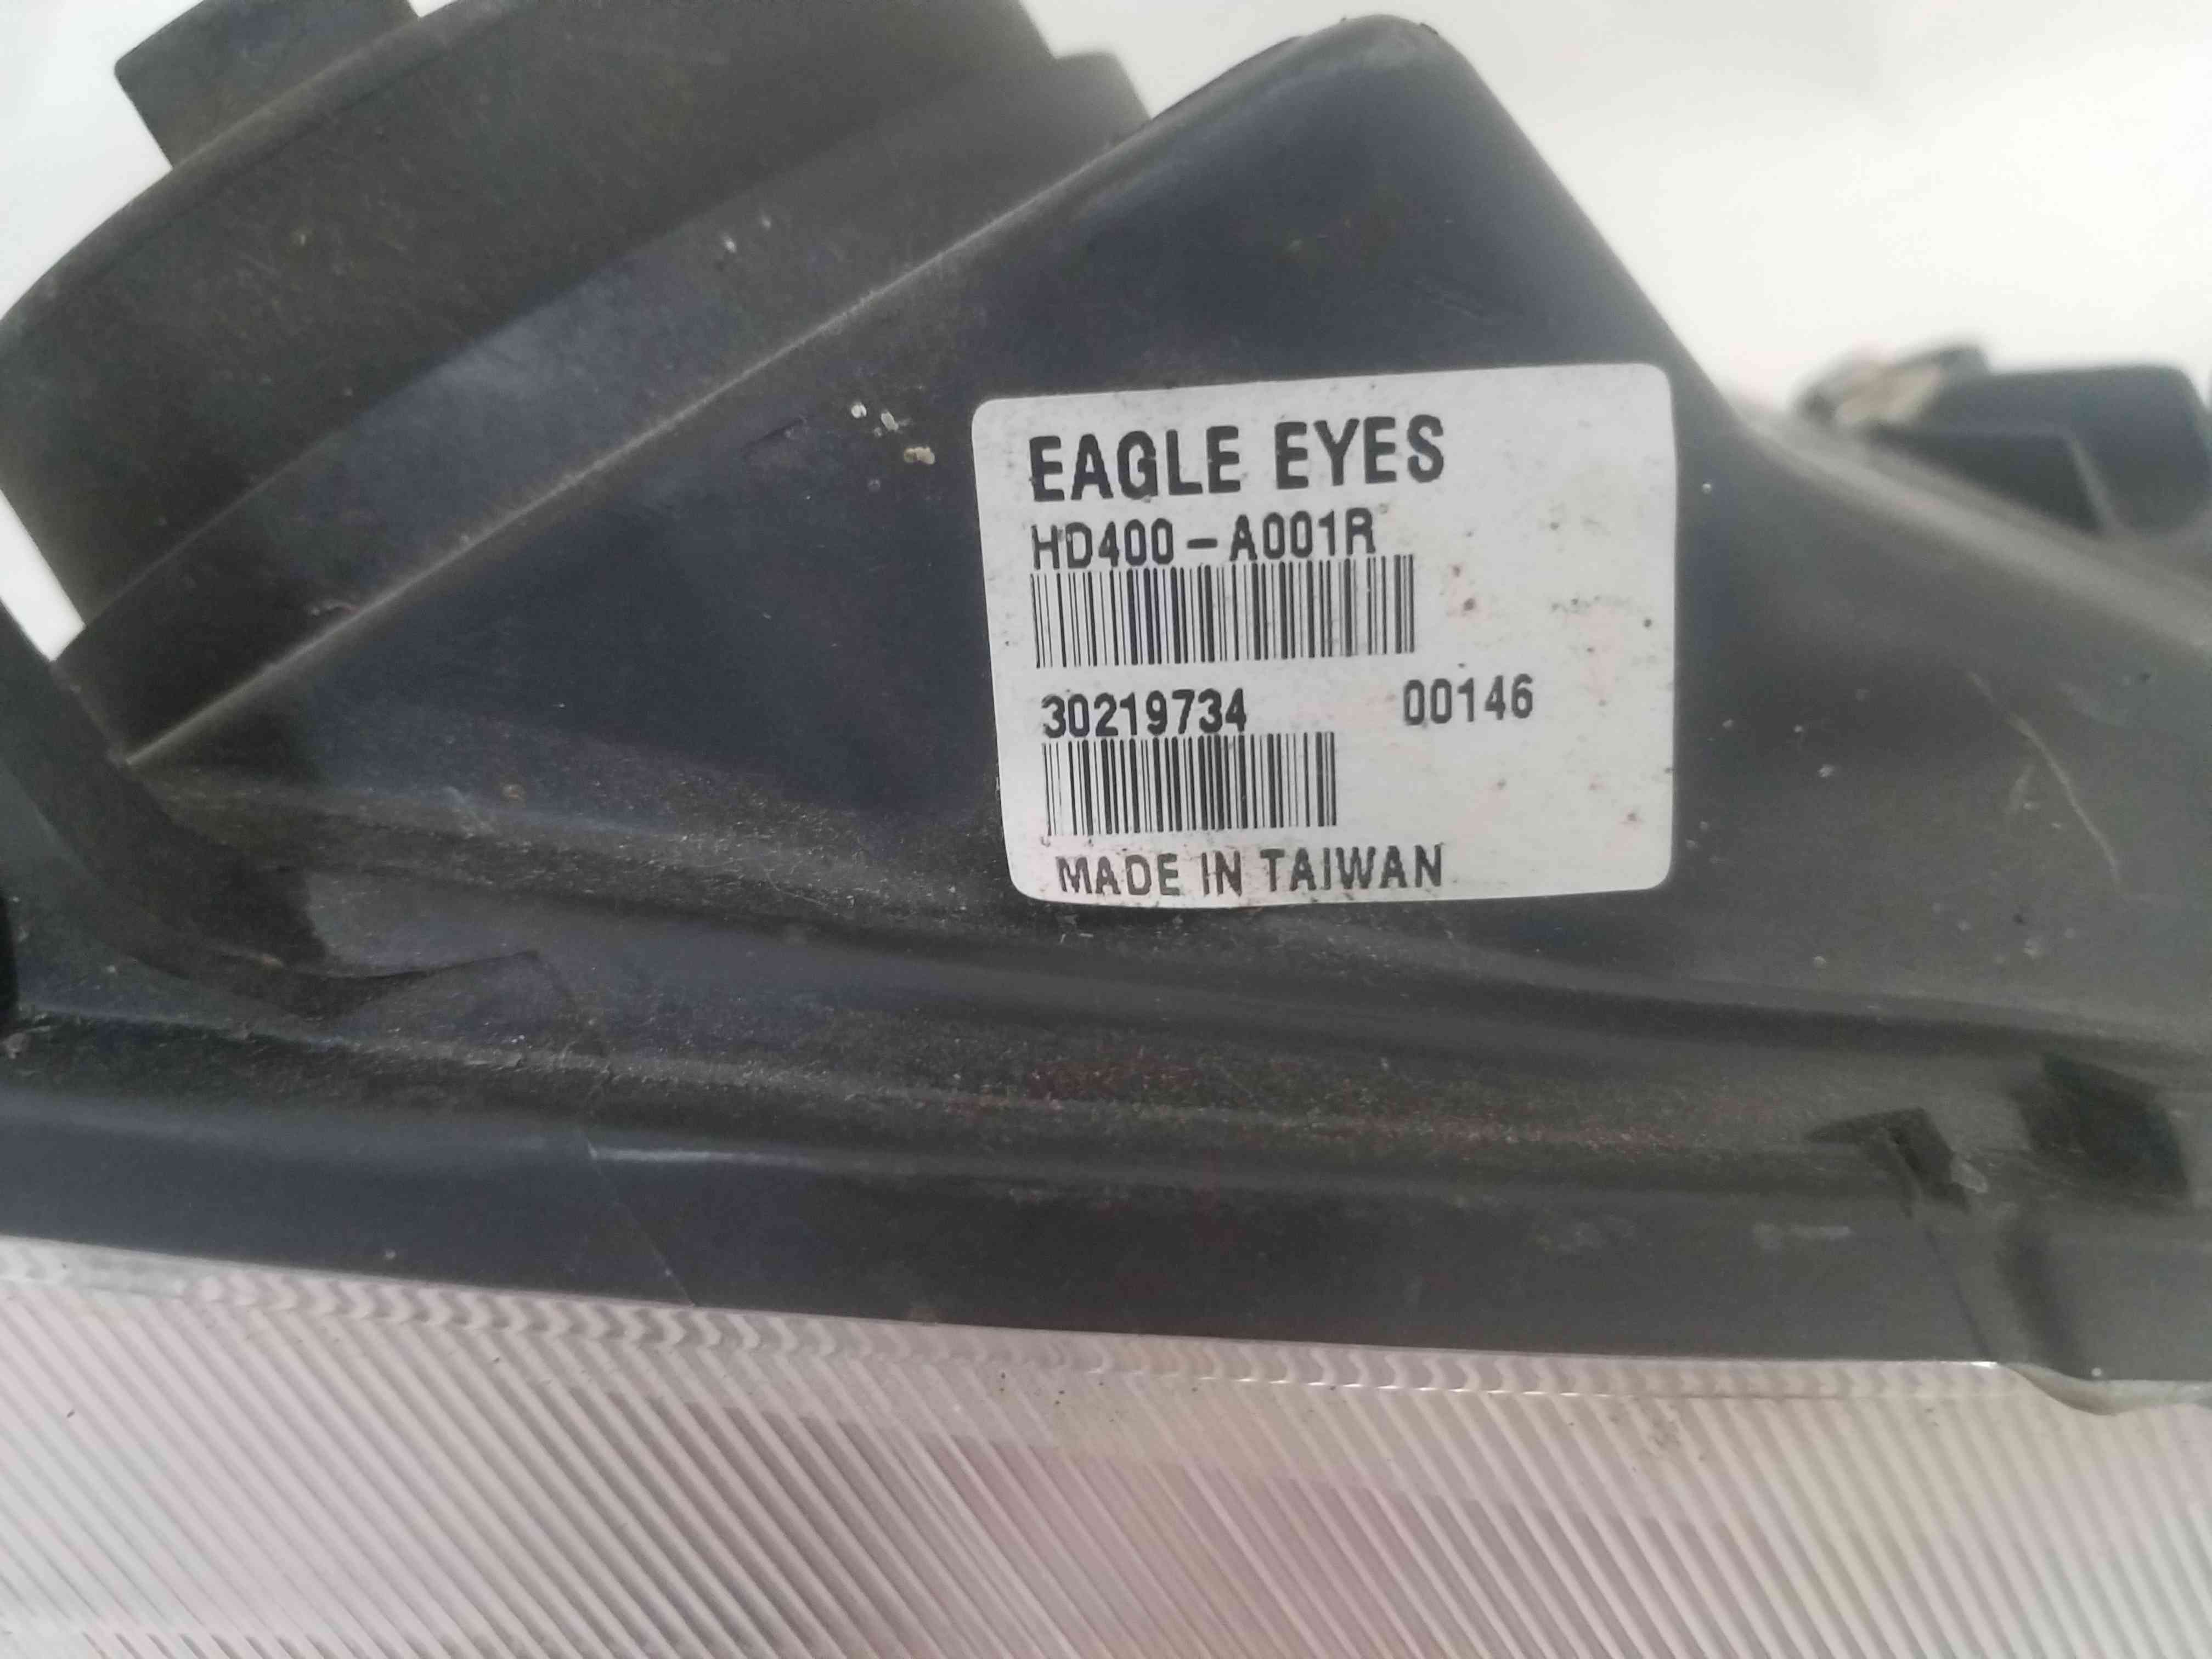 EAGLE EYES
HD400-A001R
30219734 00146
MADE IN TAIWAN